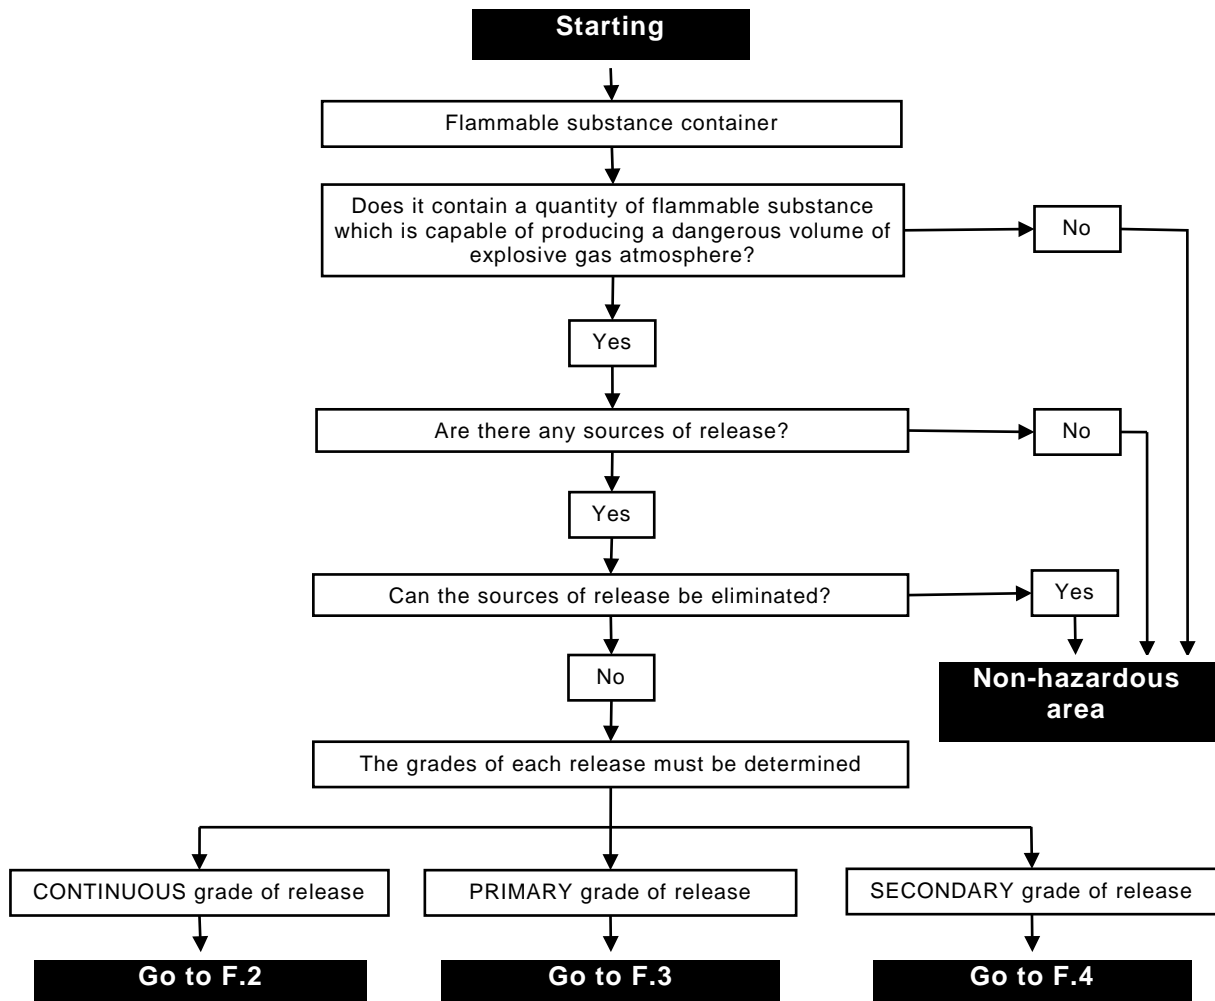 Starting
Flammable substance container
Does it contain a quantity of flammable substance
which is capable of producing a dangerous volume of
explosive gas atmosphere?
No
Yes
Are there any sources of release?
No
Yes
Can the sources of release be eliminated?
Yes
No
Non-hazardous
area
The grades of each release must be determined
CONTINUOUS grade of release
PRIMARY grade of release
SECONDARY grade of release
Go to F.2
Go to F.3
Go to F.4